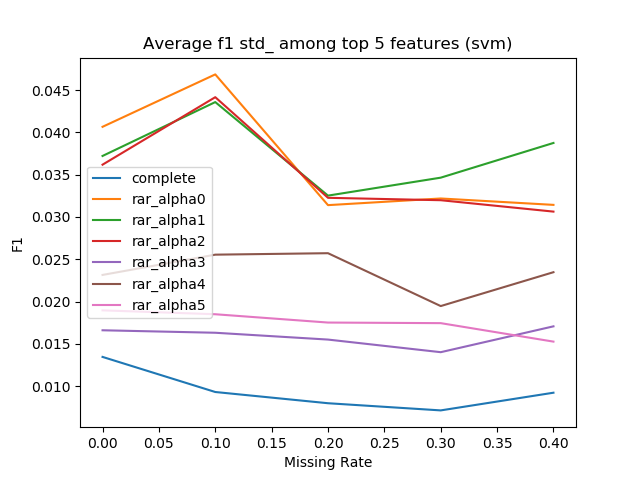 Average f1 std_ among top 5 features (svm)
0.045
0.040
0.035
0.030
0.025
0.020
0.015
0.010
F1
complete
rar_alpha0
rar_alpha1
rar_alpha2
rar_alpha3
rar_alpha4
rar_alpha5
0.00 0.05 0.10 0.15 0.20 0.25 0.30 0.35 0.40
Missing Rate